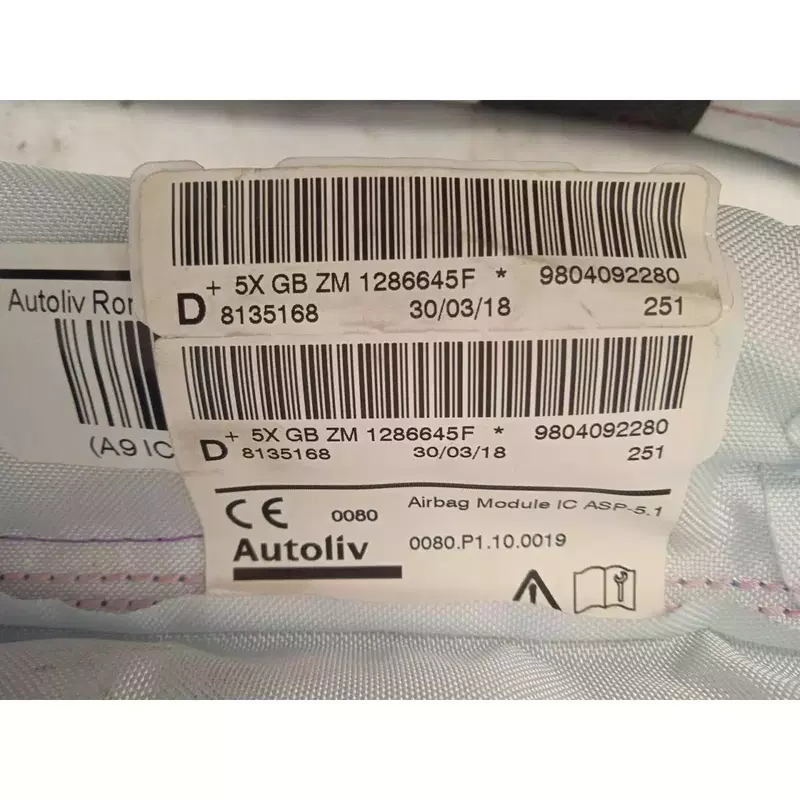 + 5X GB ZM 1286645F * 9804092280
D 8135168 30/03/18 251
Autoliv
(A9 IC
+ 5X GB ZM 1286645F * 9804092280
D 8135168 30/03/18 251
CE 0080 Airbag Module IC ASP-5.1
Autoliv 0080.P1.10.0019